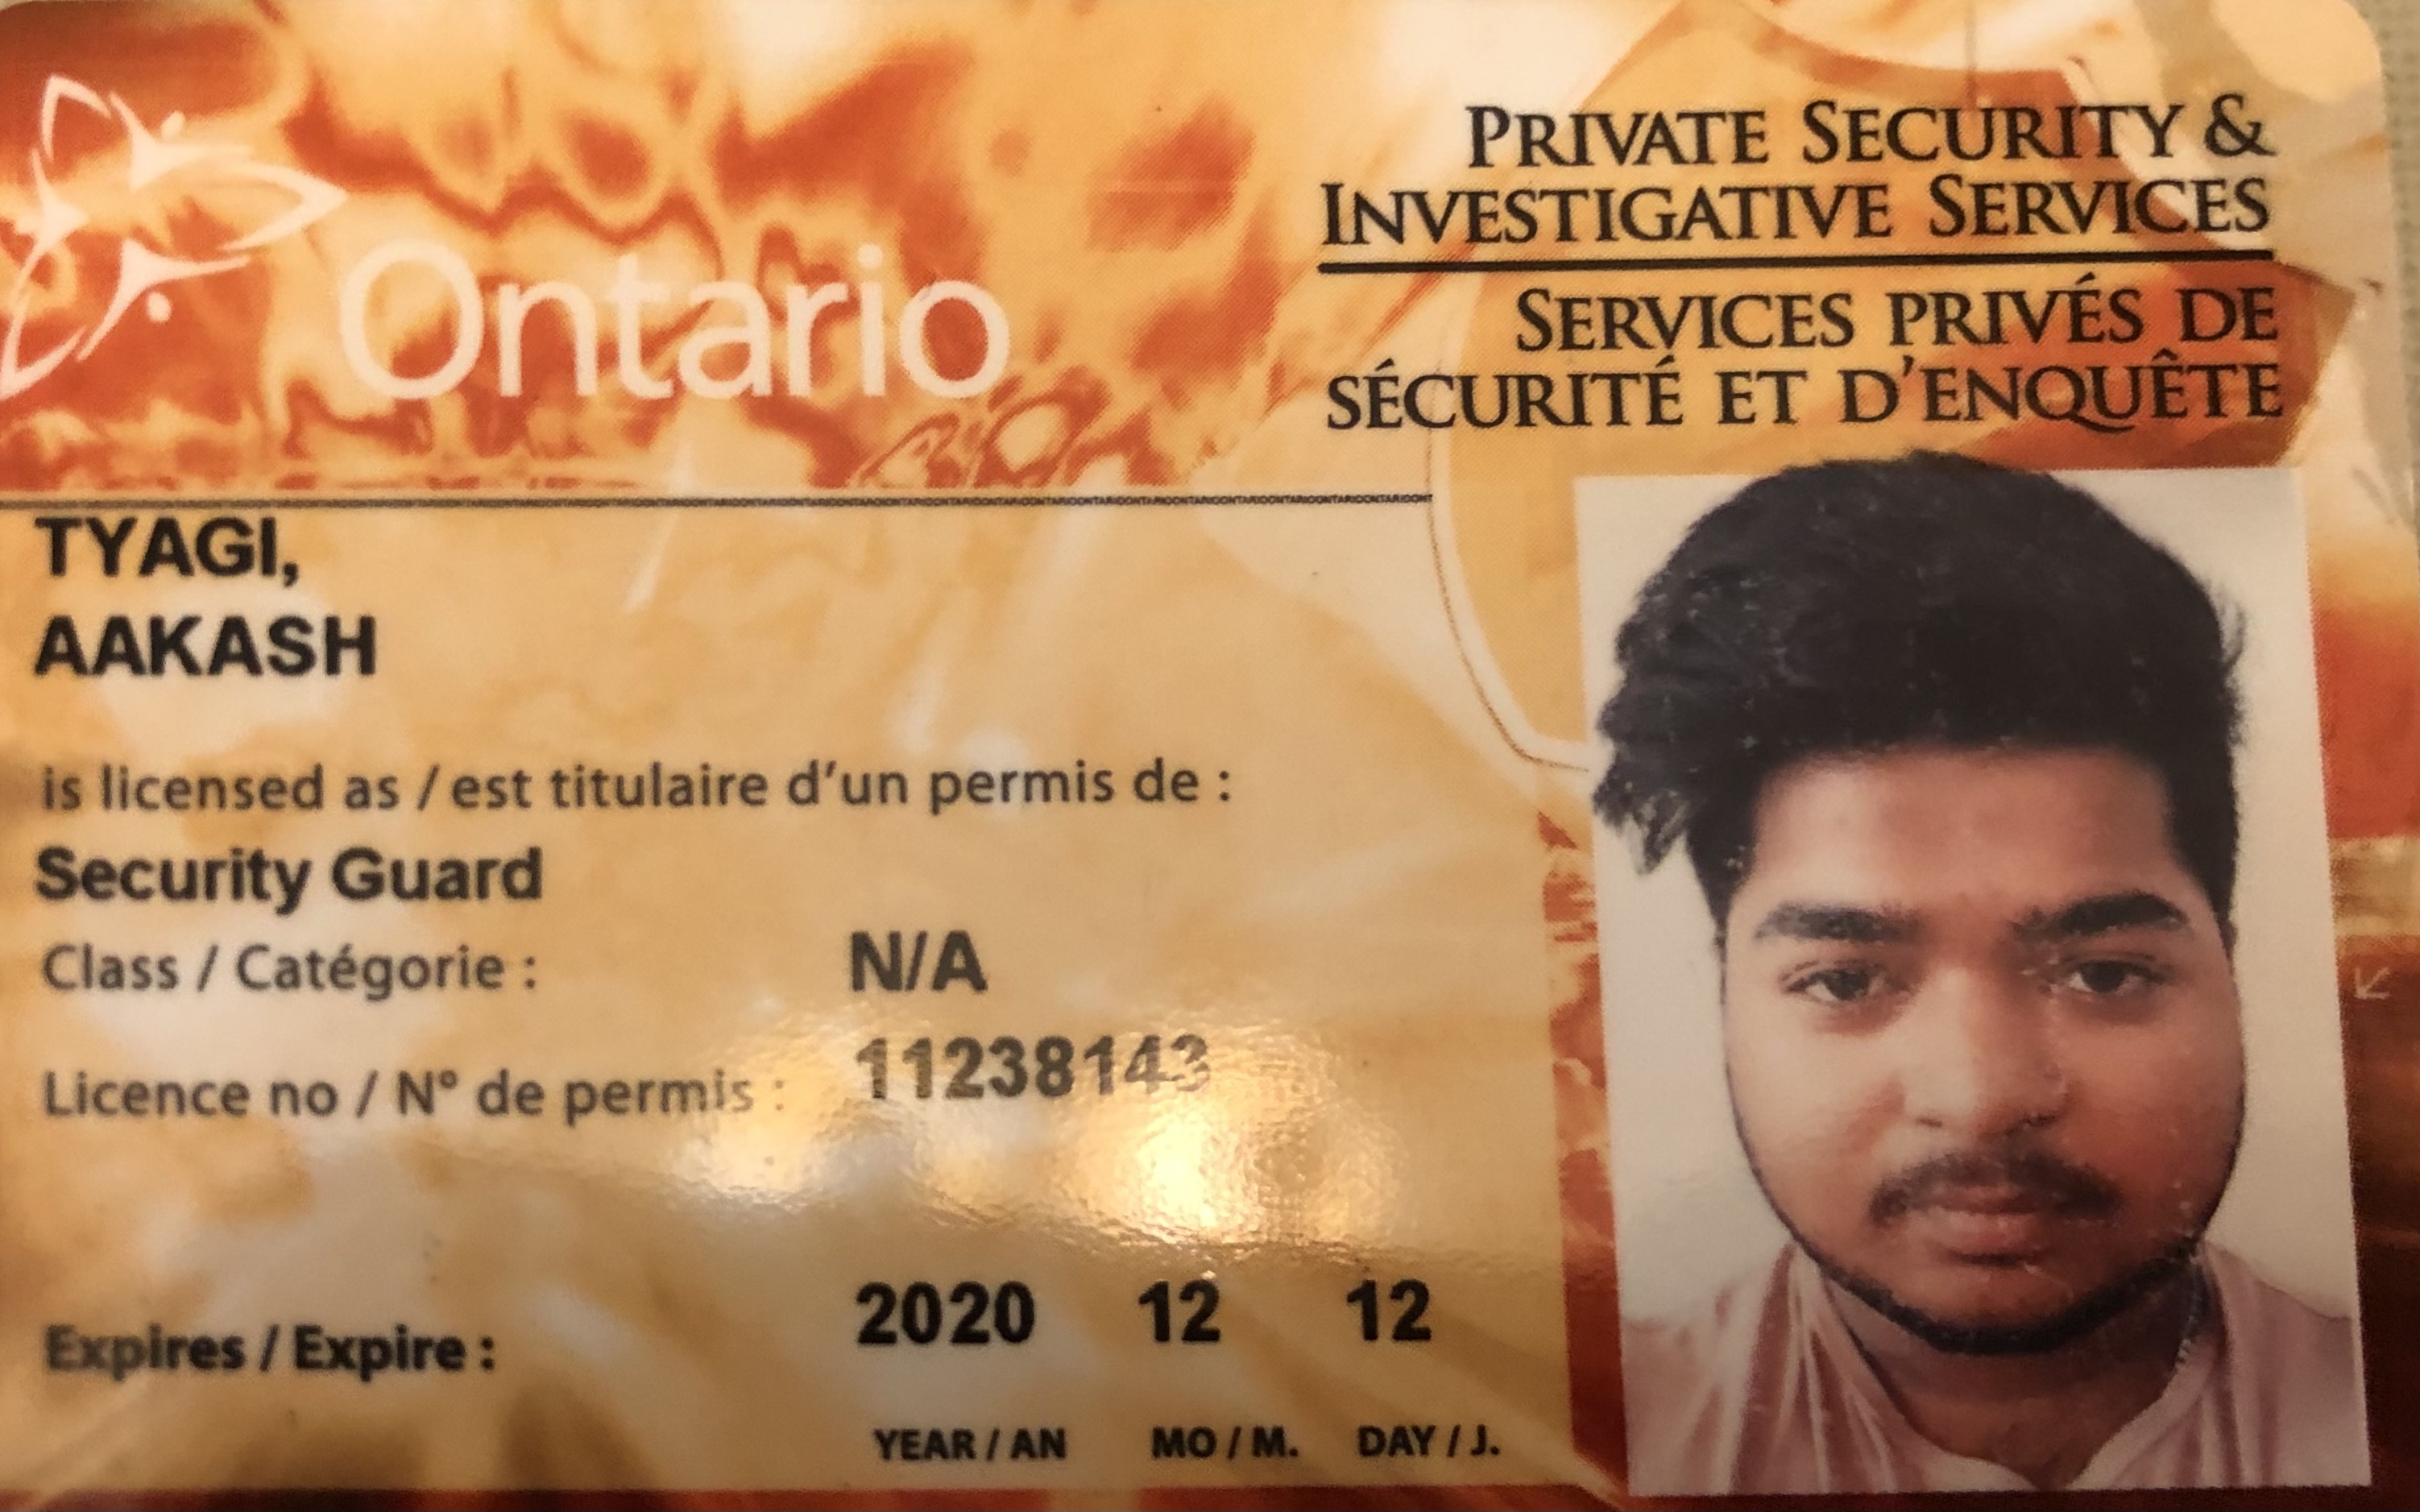 Ontario
PRIVATE SECURITY &
INVESTIGATIVE SERVICES
SERVICES PRIVÉS DE
SÉCURITÉ ET D'ENQUÊTE
TYAGI,
AAKASH
is licensed as / est titulaire d'un permis de :
Security Guard
Class / Catégorie : N/A
Licence no / N° de permis : 11238143
Expires / Expire : 2020 12 12
YEAR / AN MO / M. DAY / J.